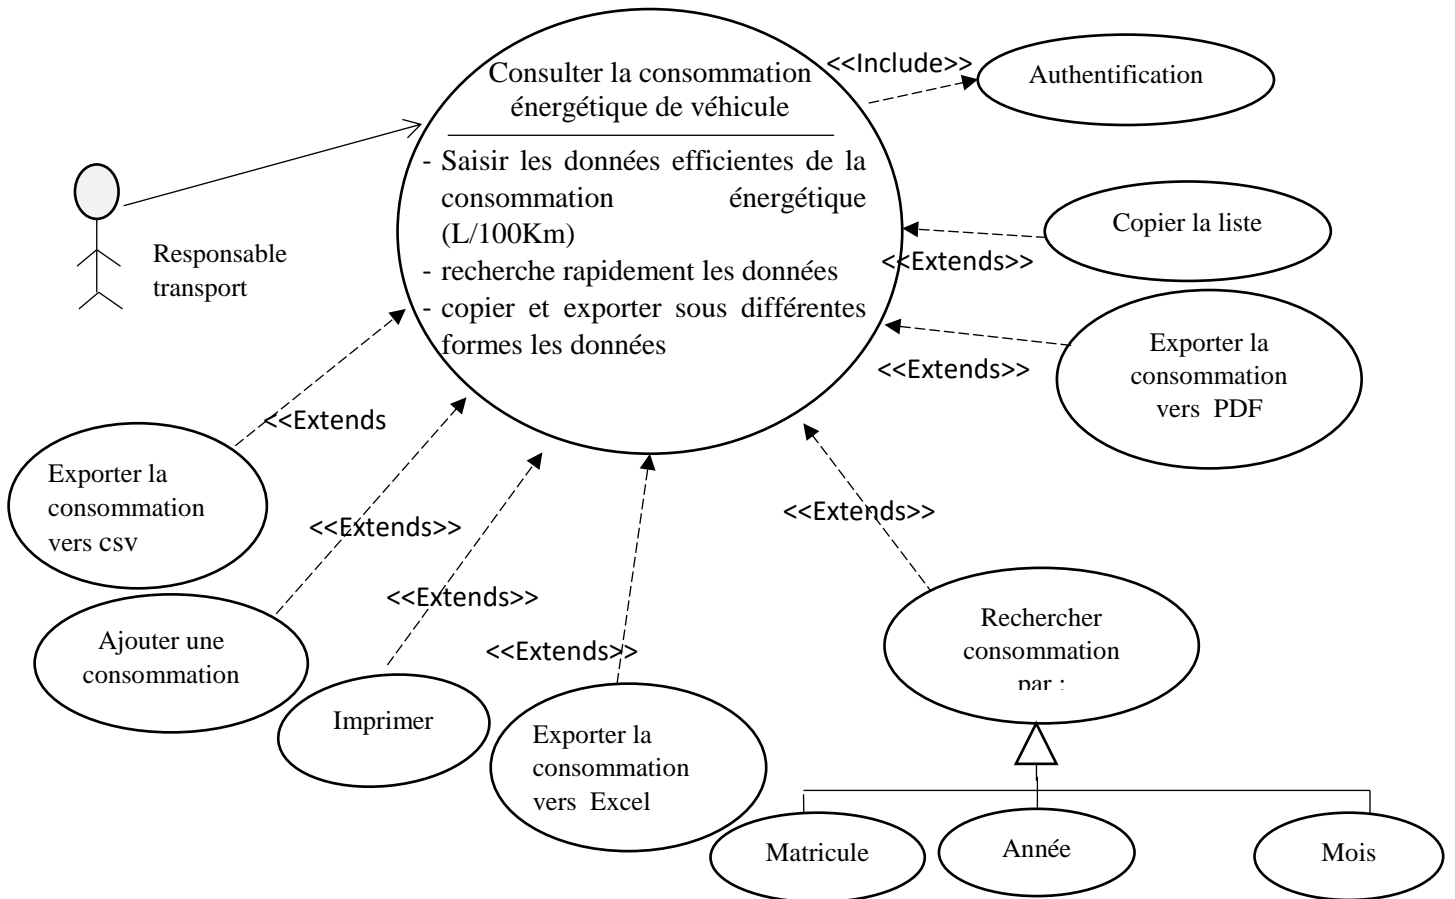 Consulter la consommation
énergétique de véhicule
- Saisir les données efficientes de la
consommation énergétique
(L/100Km)
- recherche rapidement les données
- copier et exporter sous différentes
formes les données
<<Include>>
Authentification
Responsable
transport
Copier la liste
<<Extends>>
Exporter la
consommation
vers PDF
<<Extends>>
<<Extends
Exporter la
consommation
vers csv
<<Extends>>
Ajouter une
consommation
<<Extends>>
Imprimer
<<Extends>>
Exporter la
consommation
vers Excel
<<Extends>>
Rechercher
consommation
par :
Matricule
Année
Mois